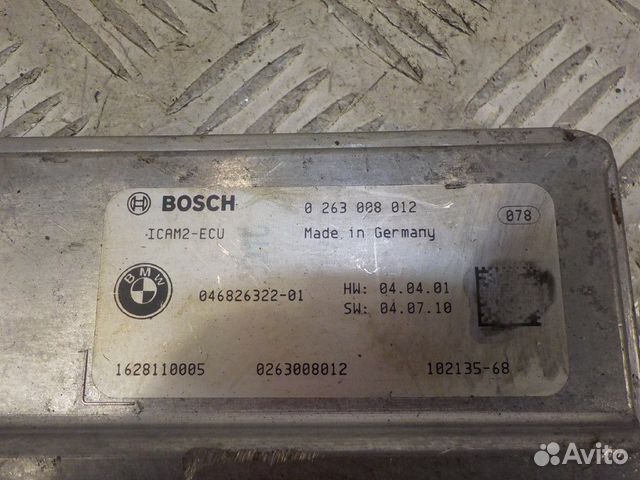 BOSCH 0 263 008 012 078
ICAM2-ECU Made in Germany
BMW
046826322-01 HW: 04.04.01
SW: 04.07.10
1628110005 0263008012 102135-68
Avito